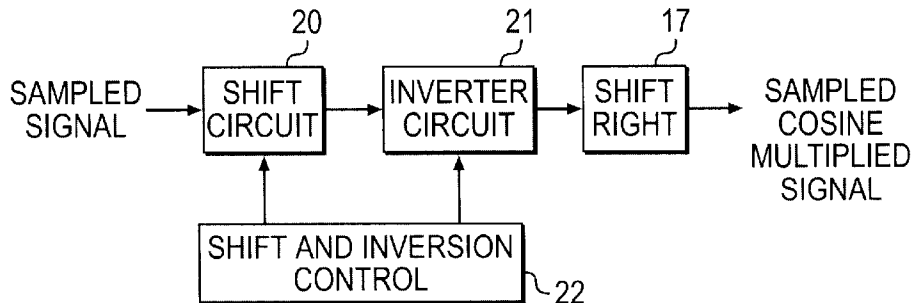 20
21
17
SAMPLED
SIGNAL
SHIFT
CIRCUIT
INVERTER
CIRCUIT
SHIFT
RIGHT
SAMPLED
COSINE
MULTIPLIED
SIGNAL
SHIFT AND INVERSION
CONTROL
22